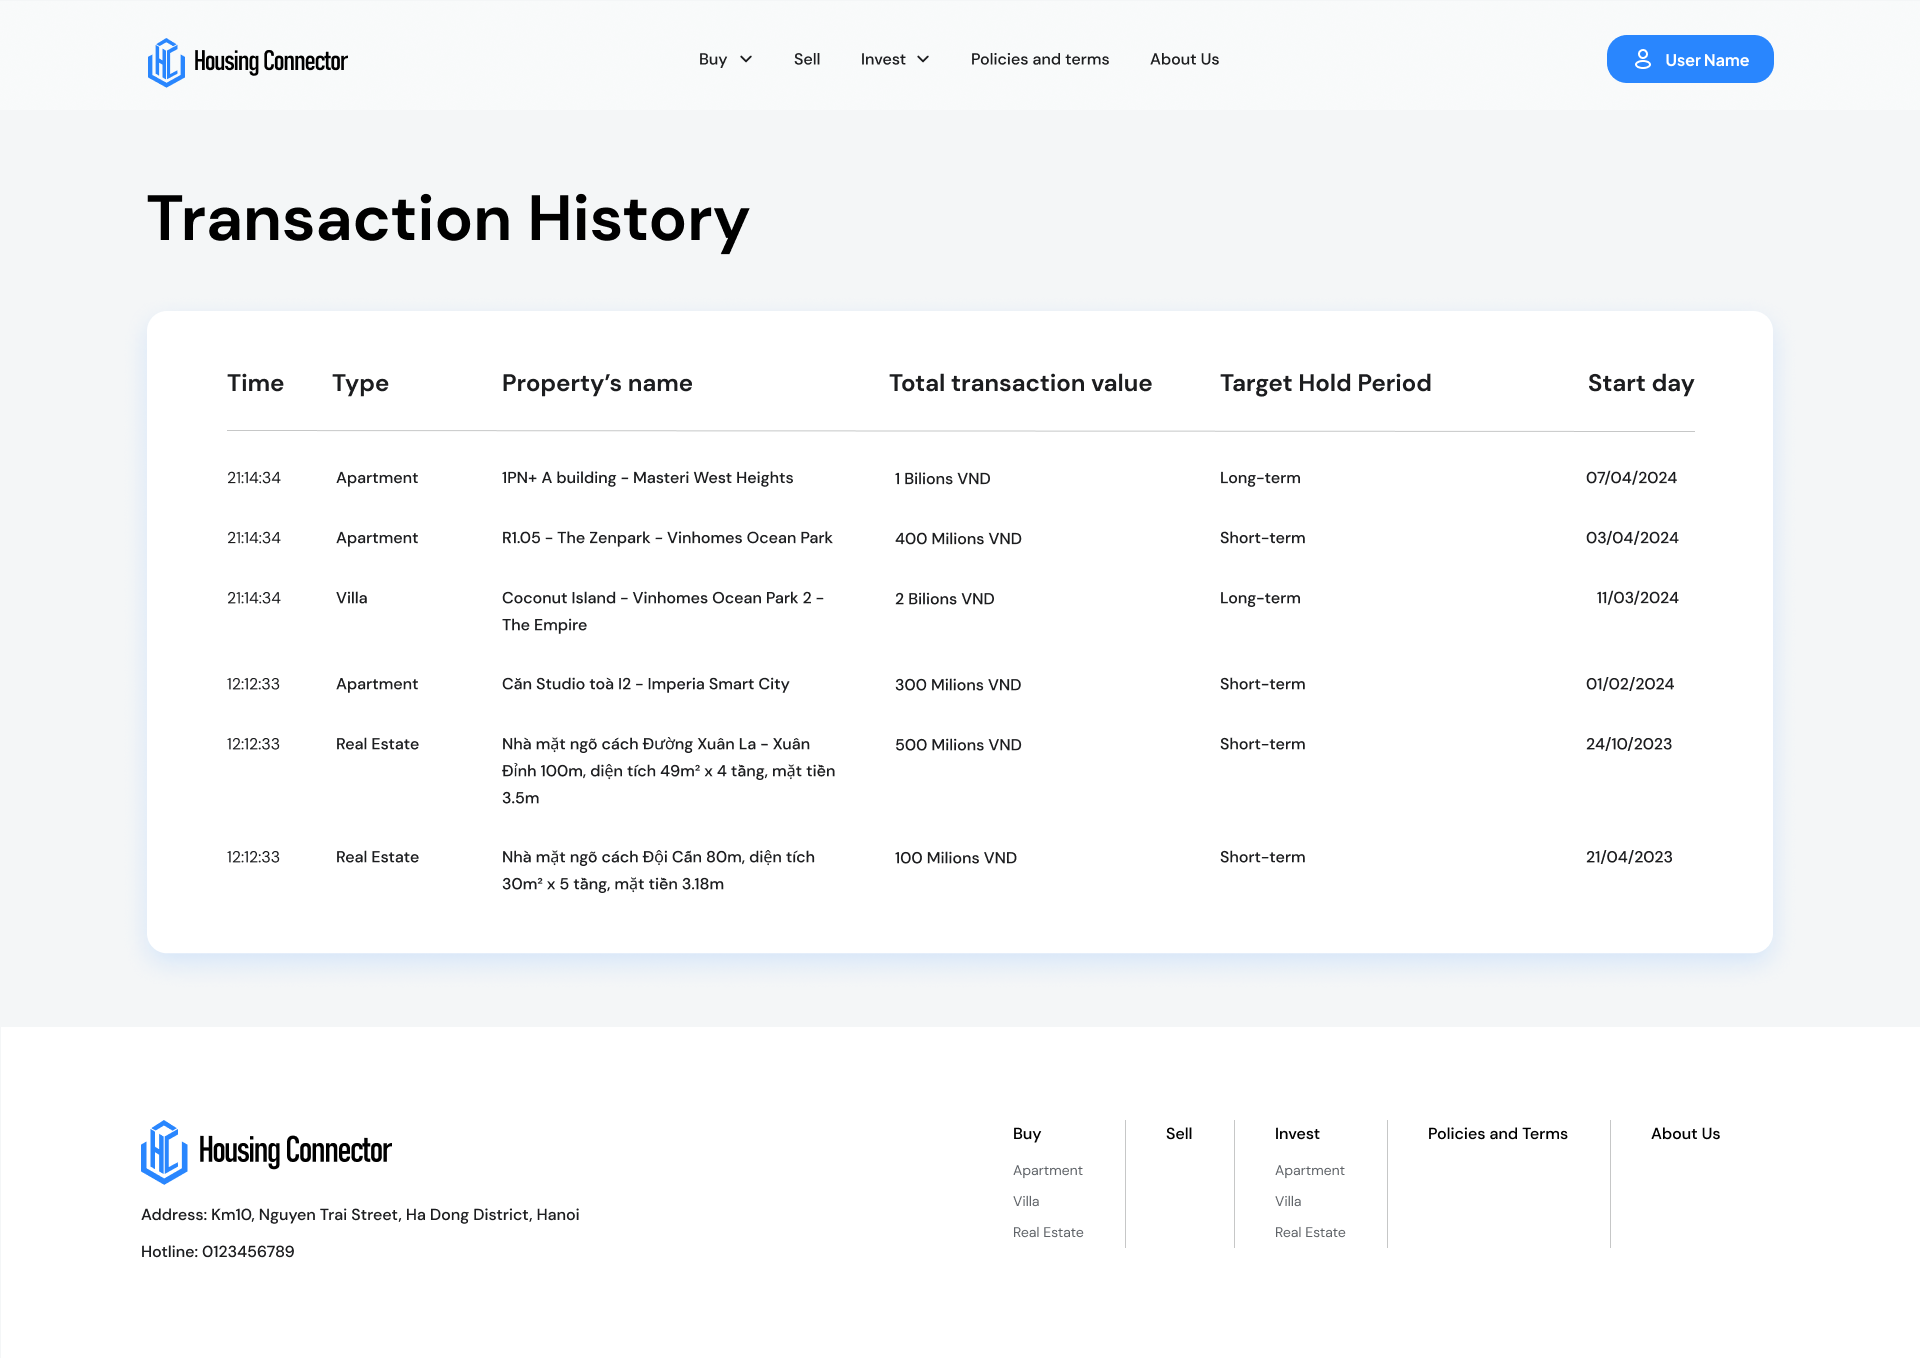 Housing Connector
Buy
Sell
Invest
Policies and terms
About Us
User Name
Transaction History
Time Type Property’s name Total transaction value Target Hold Period Start day
21:14:34 Apartment 1PN+ A building - Masteri West Heights 1 Bilions VND Long-term 07/04/2024
21:14:34 Apartment R1.05 - The Zenpark - Vinhomes Ocean Park 400 Milions VND Short-term 03/04/2024
21:14:34 Villa Coconut Island - Vinhomes Ocean Park 2 - 2 Bilions VND Long-term 11/03/2024
The Empire
12:12:33 Apartment Căn Studio toà I2 - Imperia Smart City 300 Milions VND Short-term 01/02/2024
12:12:33 Real Estate Nhà mặt ngõ cách Đường Xuân La - Xuân 500 Milions VND Short-term 24/10/2023
Đỉnh 100m, diện tích 49m² x 4 tầng, mặt tiền
3.5m
12:12:33 Real Estate Nhà mặt ngõ cách Đội Cấn 80m, diện tích 100 Milions VND Short-term 21/04/2023
30m² x 5 tầng, mặt tiền 3.18m
Housing Connector
Address: Km10, Nguyen Trai Street, Ha Dong District, Hanoi
Hotline: 0123456789
Buy
Apartment
Villa
Real Estate
Sell
Invest
Apartment
Villa
Real Estate
Policies and Terms
About Us